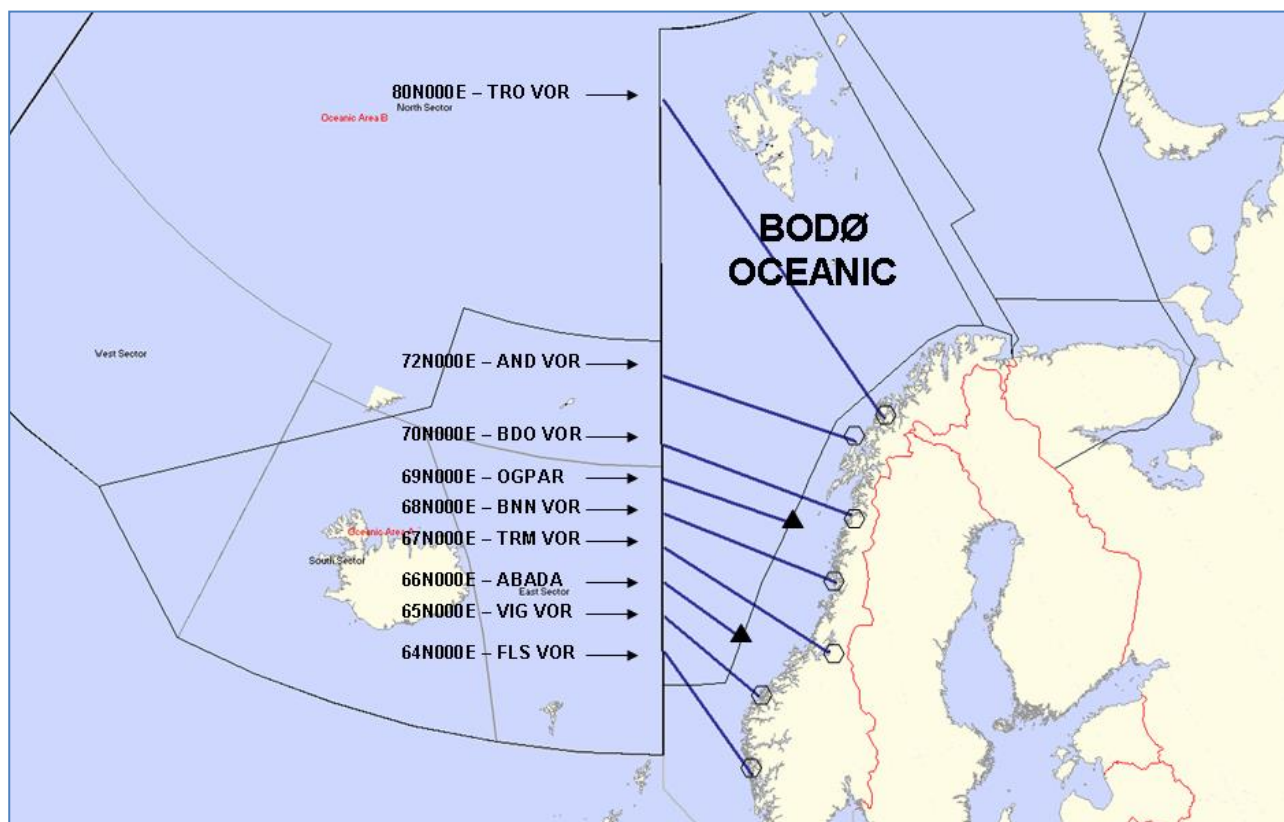 80N000E – TRO VOR
North Sector
Oceanic Area B
BODØ
OCEANIC
West Sector
72N000E – AND VOR
70N000E – BDO VOR
69N000E – OGPAR
68N000E – BNN VOR
Oceanic Area
67N000E – TRM VOR
South Sector
66N000E – ABADA
East Sector
65N000E – VIG VOR
64N000E – FLS VOR